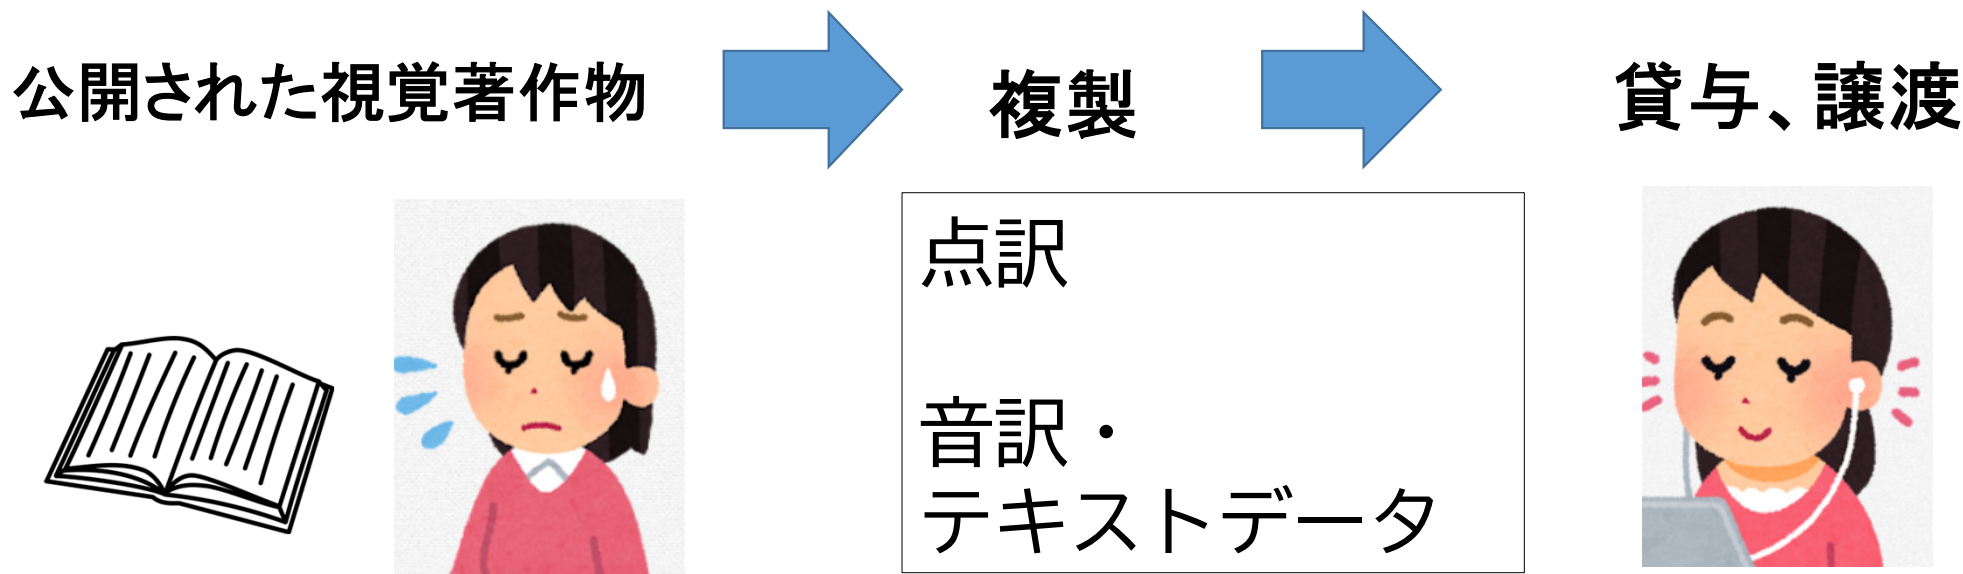 公開された視覚著作物
複製
貸与、譲渡
点訳
音訳・
テキストデータ